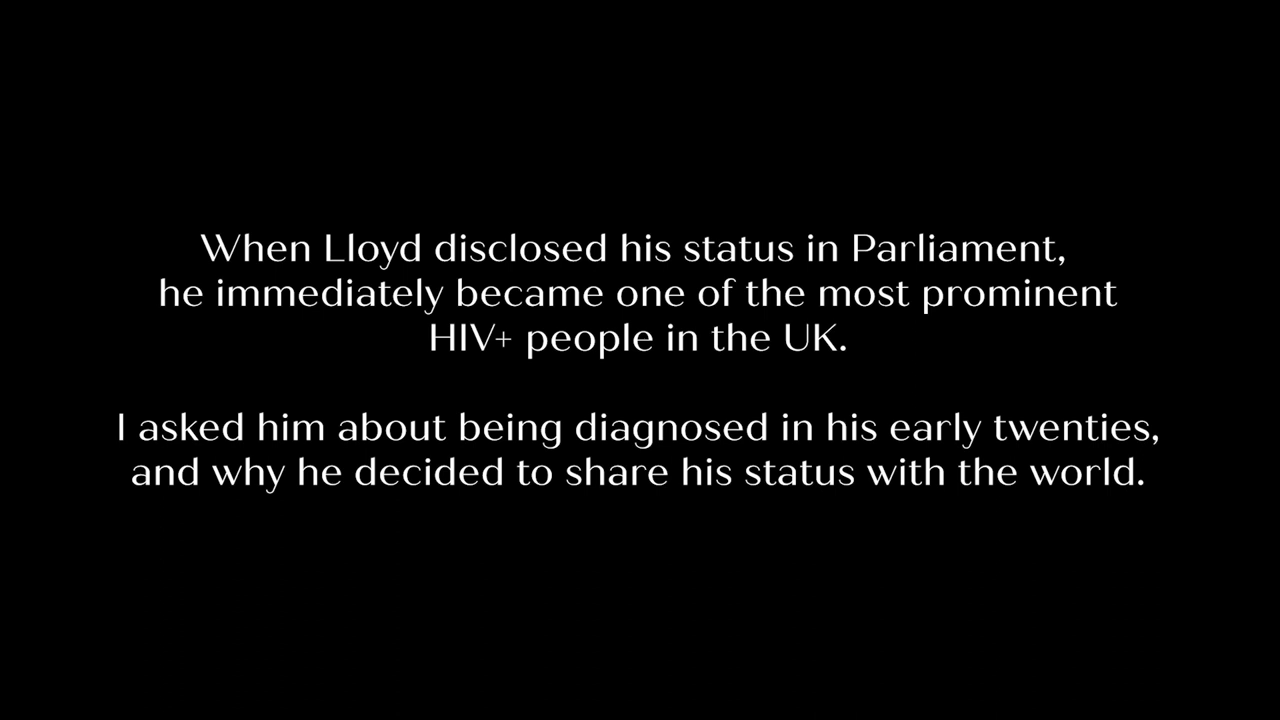 When Lloyd disclosed his status in Parliament,
he immediately became one of the most prominent
HIV+ people in the UK.
I asked him about being diagnosed in his early twenties,
and why he decided to share his status with the world.